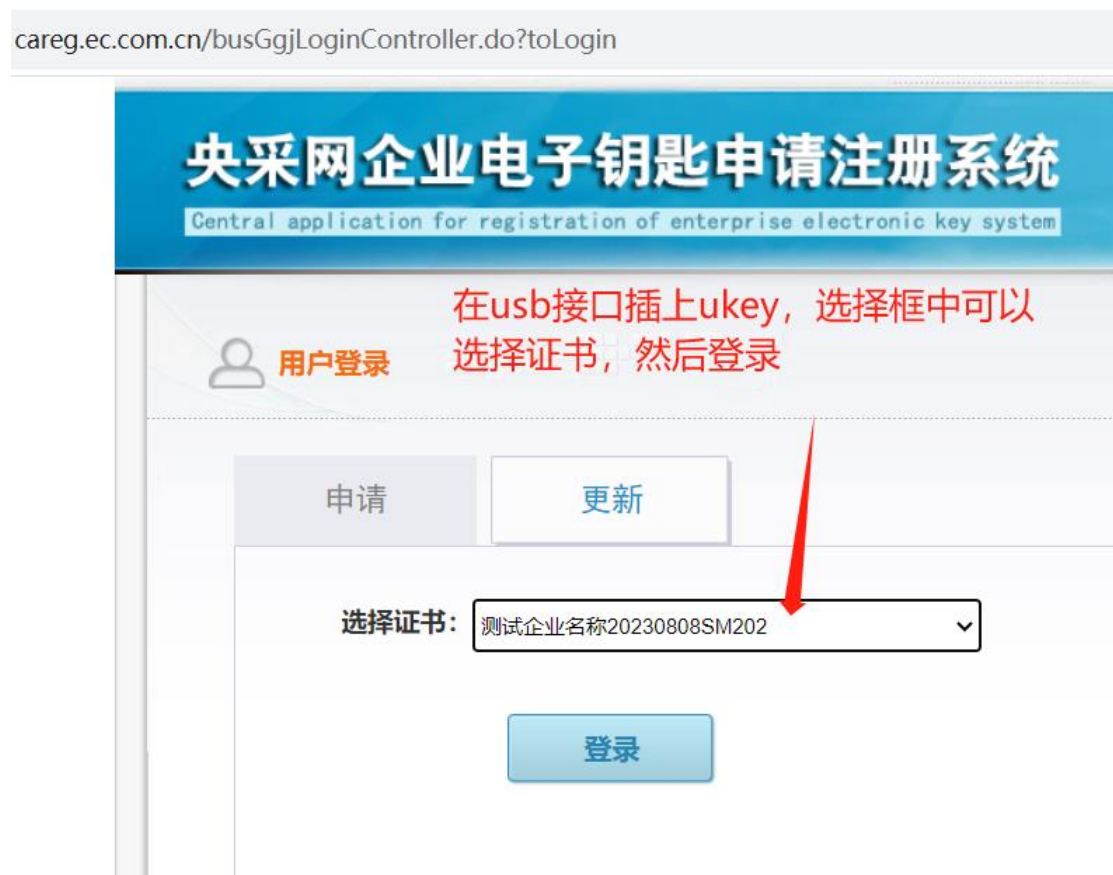 careg.ec.com.cn/busGgjLoginController.do?toLogin
央采网企业电子钥匙申请注册系统
Central application for registration of enterprise electronic key system
在usb接口插上ukey，选择框中可以
选择证书，然后登录
用户登录
申请
更新
选择证书：
测试企业名称20230808SM202
登录